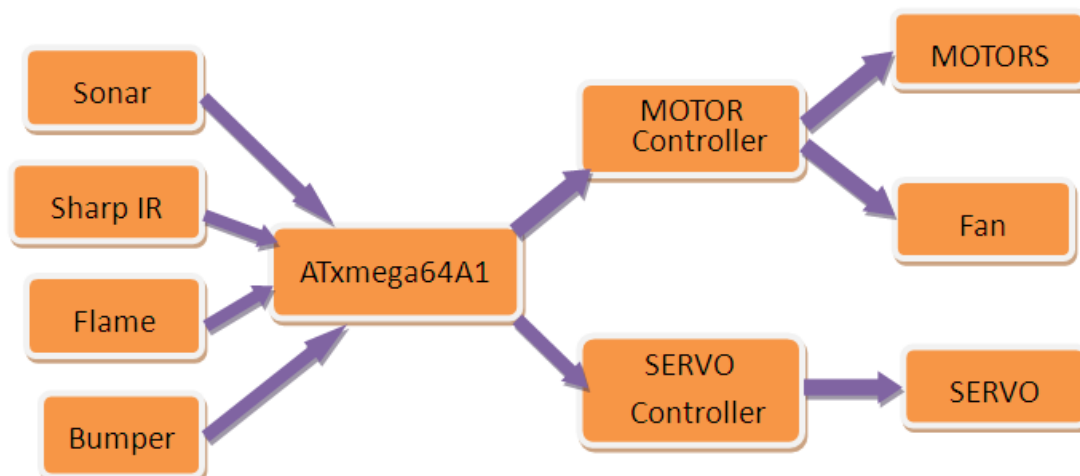 Sonar
Sharp IR
Flame
Bumper
ATxmega64A1
MOTOR
Controller
SERVO
Controller
MOTORS
Fan
SERVO